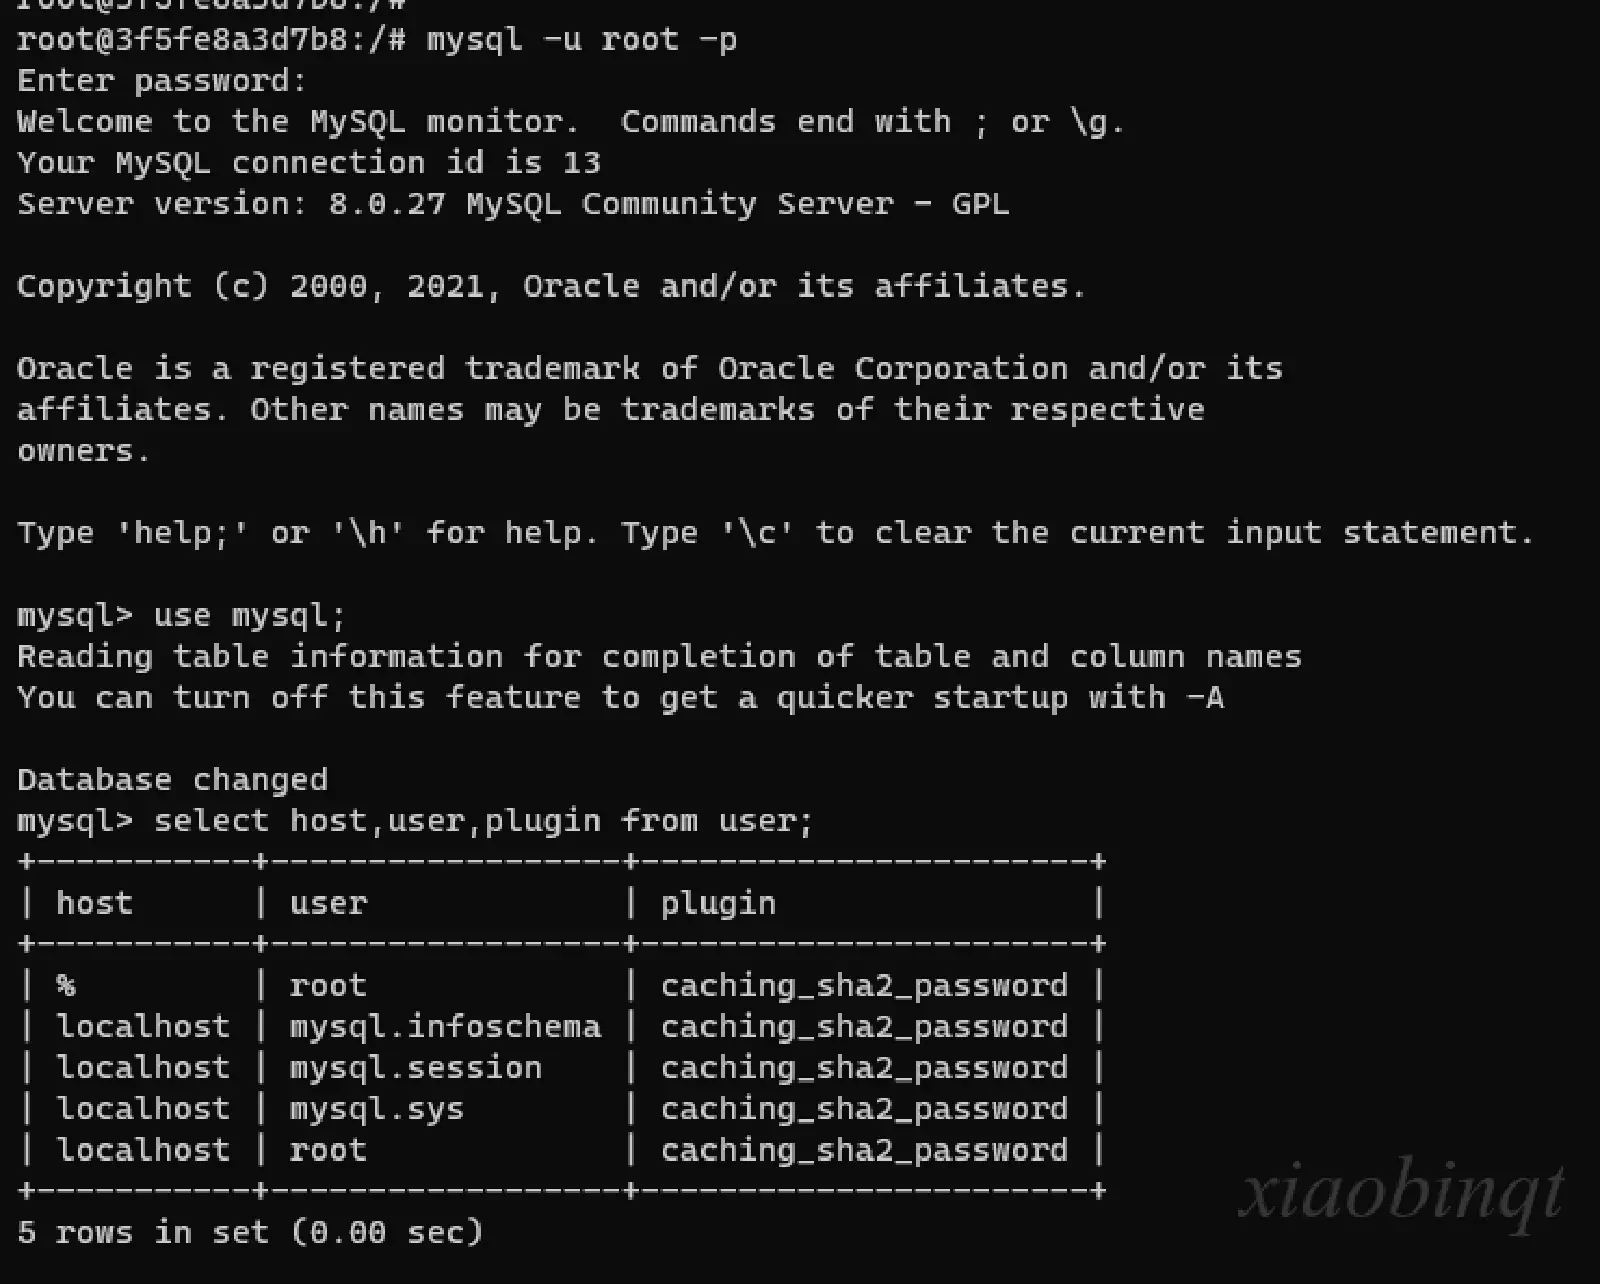 root@3f5fe8a3d7b8:/#
root@3f5fe8a3d7b8:/# mysql -u root -p
Enter password:
Welcome to the MySQL monitor.  Commands end with ; or \g.
Your MySQL connection id is 13
Server version: 8.0.27 MySQL Community Server - GPL

Copyright (c) 2000, 2021, Oracle and/or its affiliates.

Oracle is a registered trademark of Oracle Corporation and/or its
affiliates. Other names may be trademarks of their respective
owners.

Type 'help;' or '\h' for help. Type '\c' to clear the current input statement.

mysql> use mysql;
Reading table information for completion of table and column names
You can turn off this feature to get a quicker startup with -A

Database changed
mysql> select host,user,plugin from user;
+-----------+------------------+-----------------------+
| host      | user             | plugin                |
+-----------+------------------+-----------------------+
| %         | root             | caching_sha2_password |
| localhost | mysql.infoschema | caching_sha2_password |
| localhost | mysql.session    | caching_sha2_password |
| localhost | mysql.sys        | caching_sha2_password |
| localhost | root             | caching_sha2_password |
+-----------+------------------+-----------------------+
5 rows in set (0.00 sec)
xiaobinqt